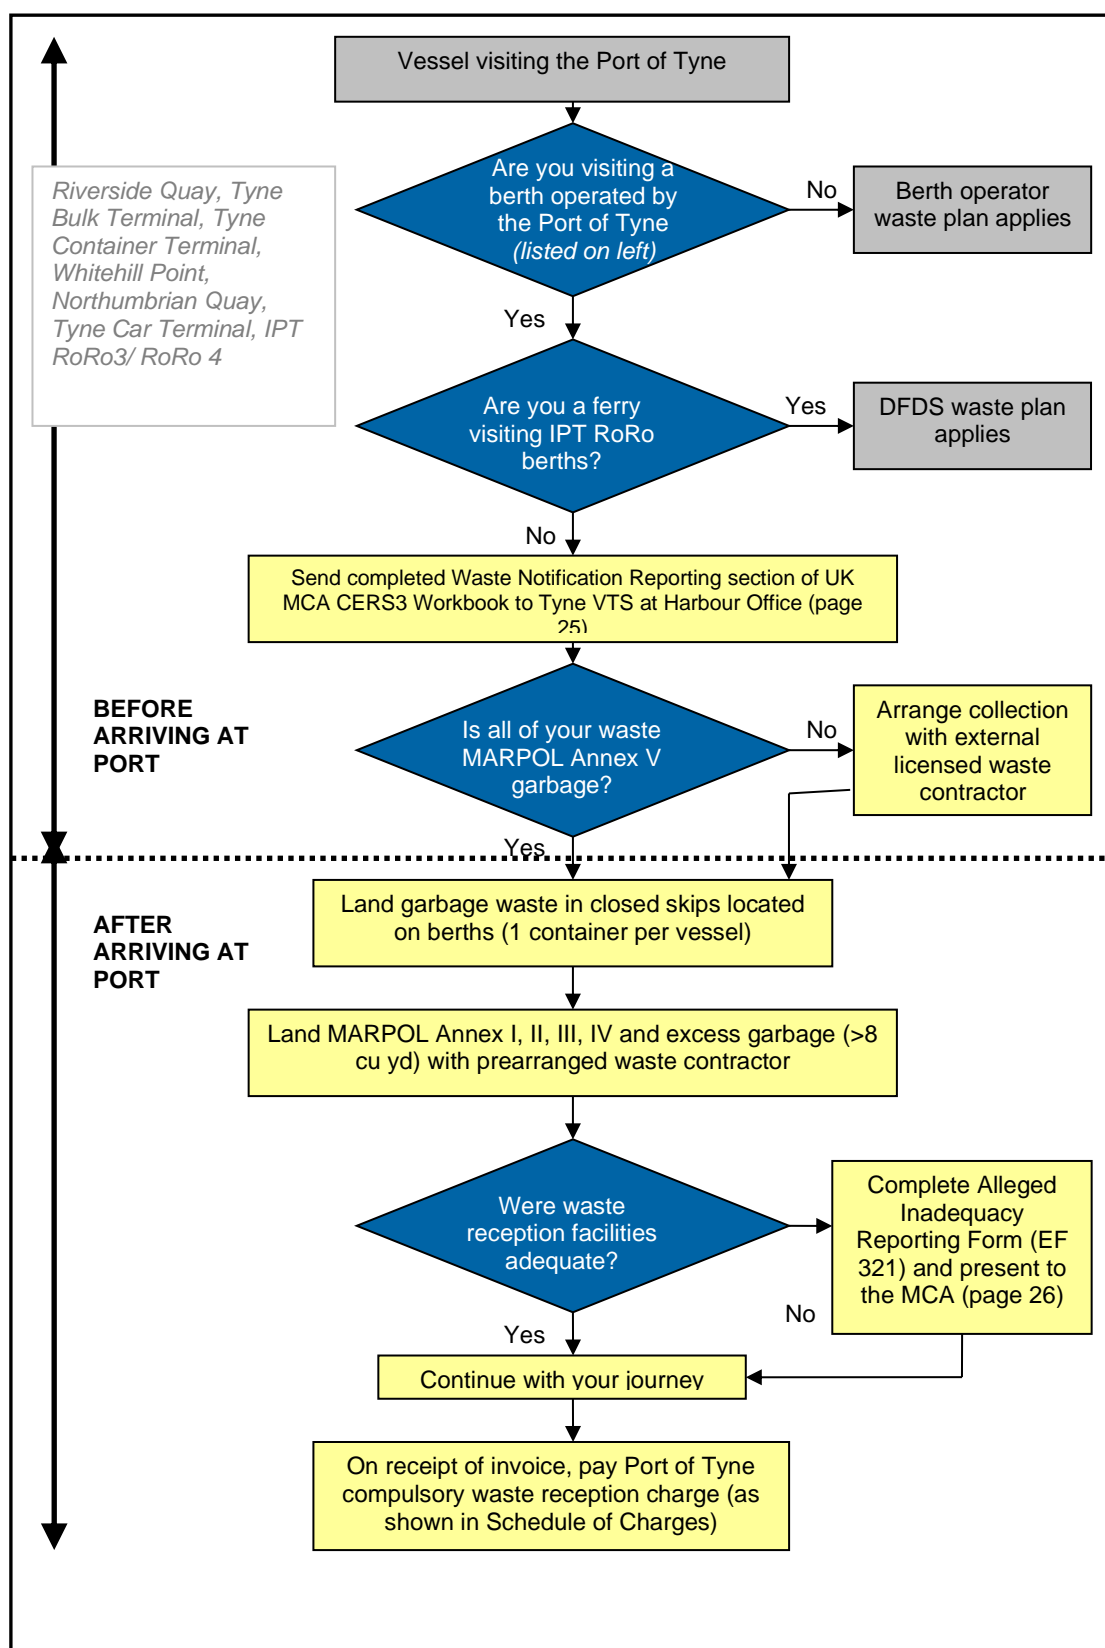 Vessel visiting the Port of Tyne
Are you visiting a
berth operated by
the Port of Tyne
(listed on left)
No
Berth operator
waste plan applies
Riverside Quay, Tyne
Bulk Terminal, Tyne
Container Terminal,
Whitehill Point,
Northumbrian Quay,
Tyne Car Terminal, IPT
RoRo3/ RoRo 4
Yes
Are you a ferry
visiting IPT RoRo
berths?
Yes
DFDS waste plan
applies
No
Send completed Waste Notification Reporting section of UK
MCA CERS3 Workbook to Tyne VTS at Harbour Office (page
25)
BEFORE
ARRIVING AT
PORT
Is all of your waste
MARPOL Annex V
garbage?
No
Arrange collection
with external
licensed waste
contractor
Yes
AFTER
ARRIVING AT
PORT
Land garbage waste in closed skips located
on berths (1 container per vessel)
Land MARPOL Annex I, II, III, IV and excess garbage (>8
cu yd) with prearranged waste contractor
Were waste
reception facilities
adequate?
No
Complete Alleged
Inadequacy
Reporting Form (EF
321) and present to
the MCA (page 26)
Yes
Continue with your journey
On receipt of invoice, pay Port of Tyne
compulsory waste reception charge (as
shown in Schedule of Charges)